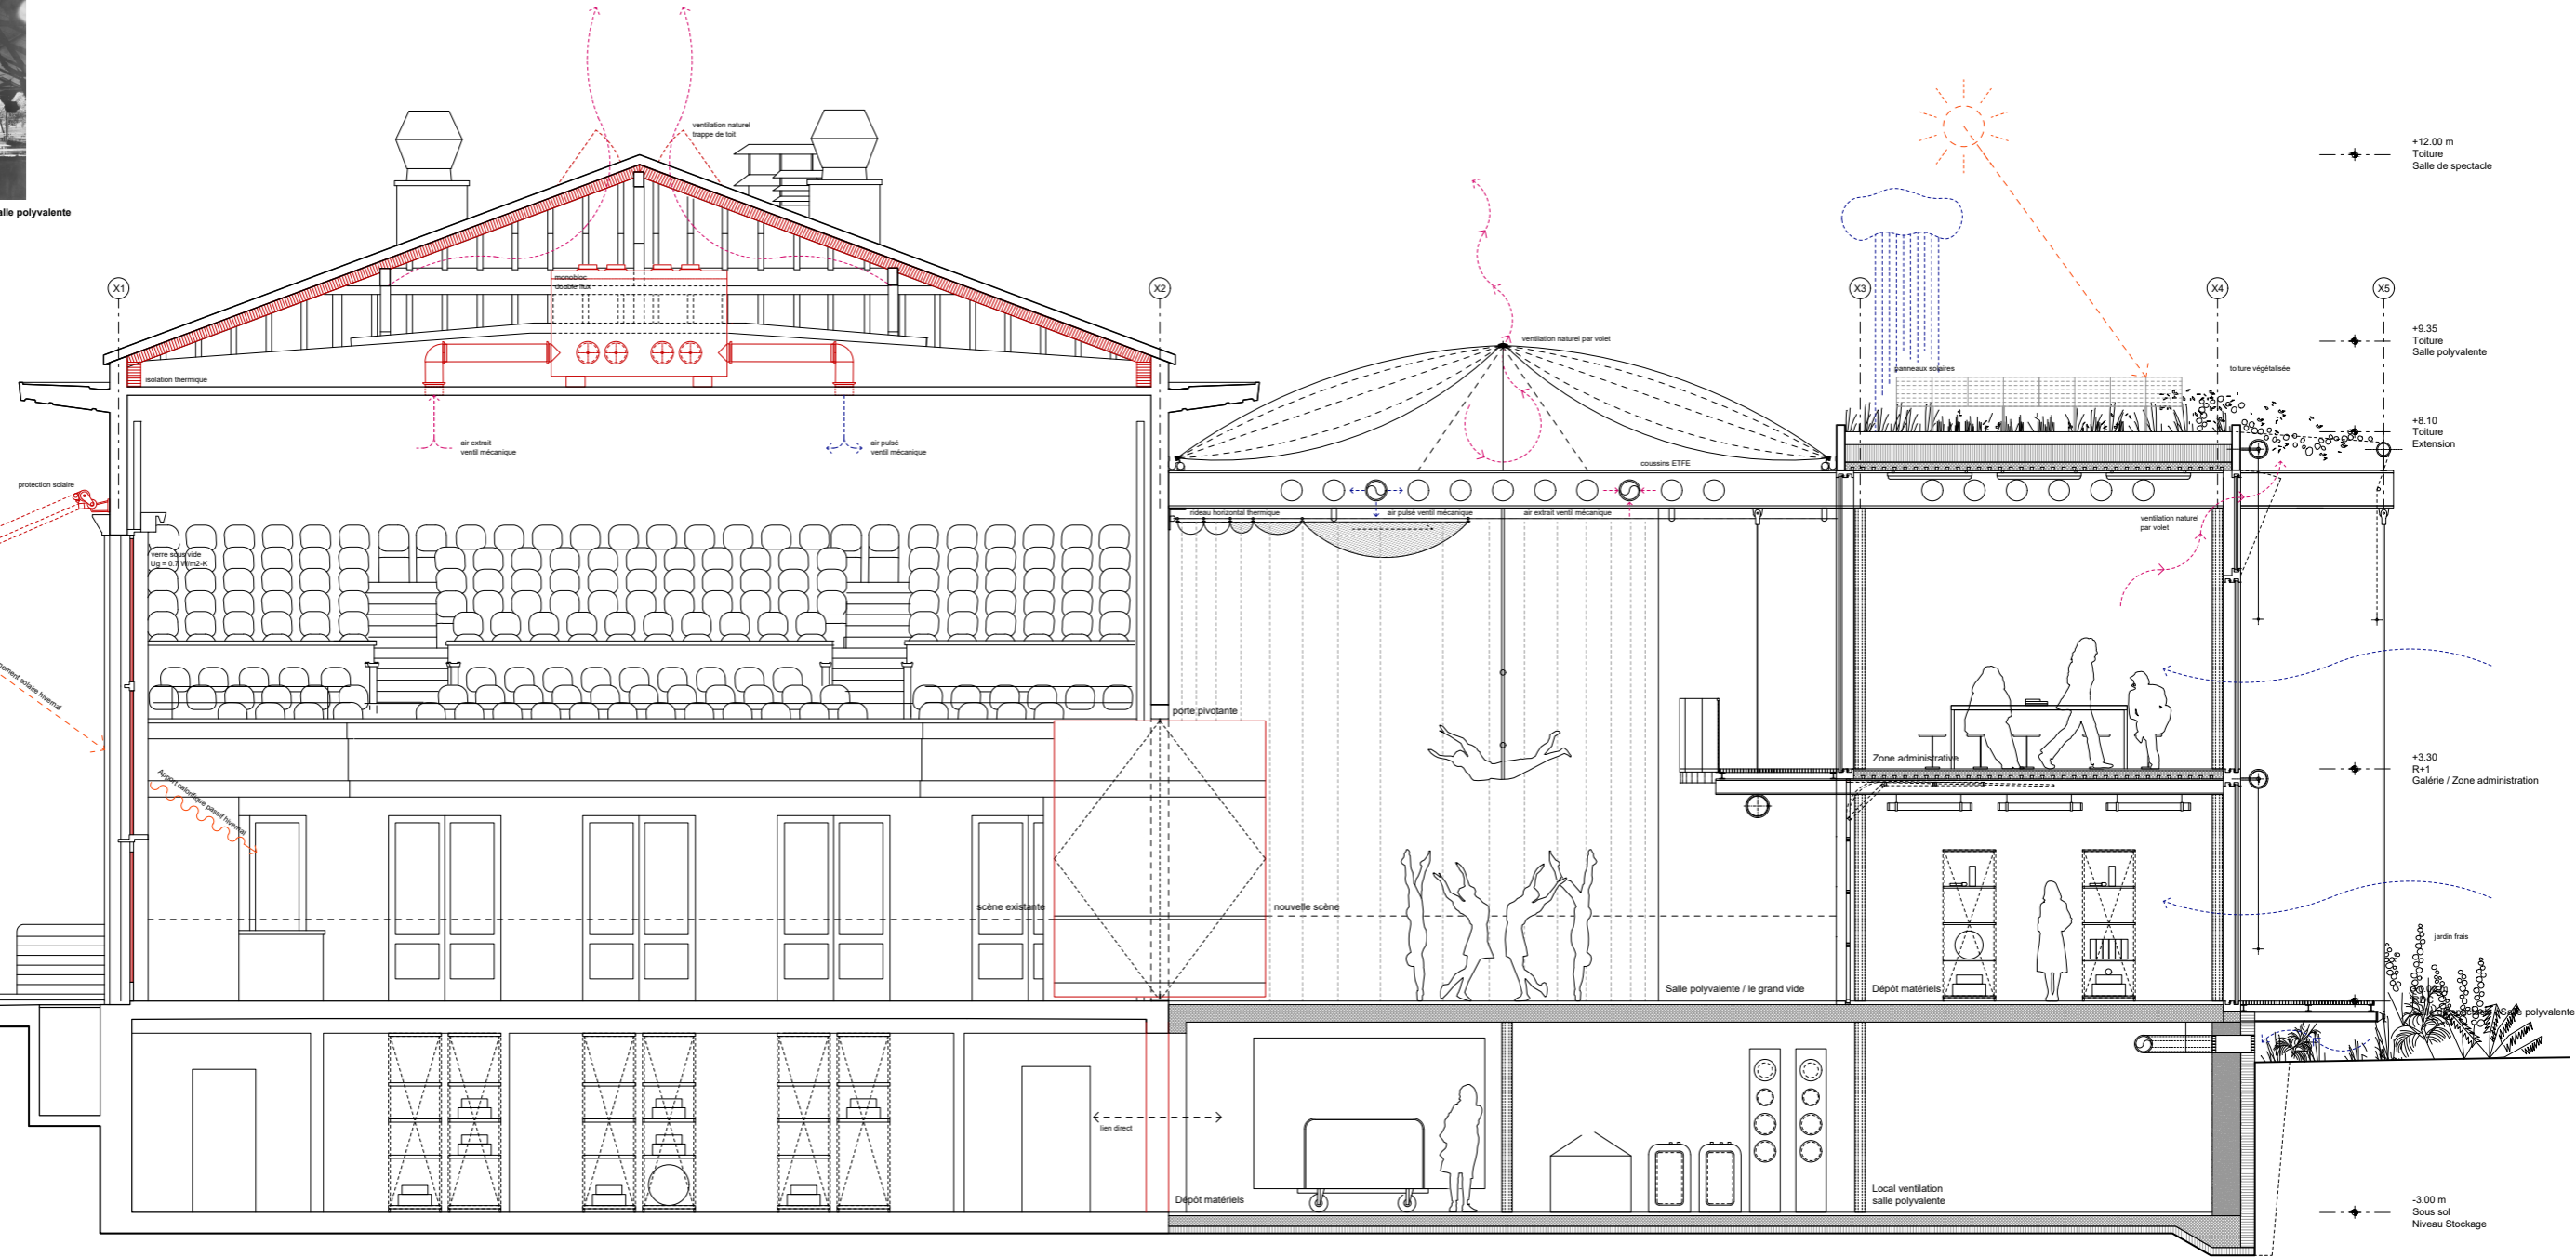 alle polyvalente
ventilation naturel
trappe de toit
+12.00 m
Toiture
Salle de spectacle
X1
X2
X3
X4
X5
monobloc
double flux
+9.35
Toiture
Salle polyvalente
ventilation naturel par volet
panneaux solaires
toiture végétalisée
isolation thermique
+8.10
Toiture
Extension
air extrait
ventil mécanique
air pulsé
ventil mécanique
coussins ETFE
protection solaire
rideau horizontal thermique
air pulsé ventil mécanique
air extrait ventil mécanique
ventilation naturel
par volet
verre sous vide
Ug = 0.7 W/m2-K
solaire hivernal
porte pivotante
Zone administrative
+3.30
R+1
Galérie / Zone administration
Apport calorifique passif hivernal
scène existante
nouvelle scène
jardin frais
Salle polyvalente / le grand vide
Dépôt matériels
Salle polyvalente
lien direct
Dépôt matériels
Local ventilation
salle polyvalente
-3.00 m
Sous sol
Niveau Stockage